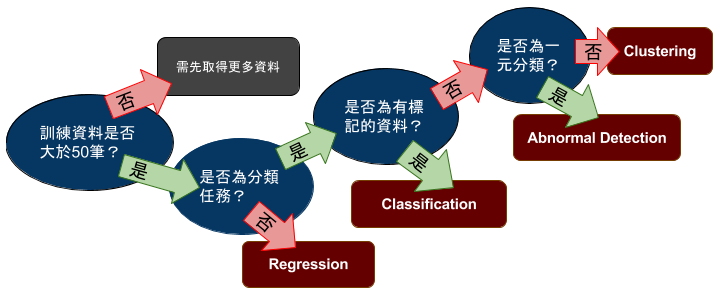 訓練資料是否
大於50筆？
否
需先取得更多資料
是
是否為分類
任務？
否
Regression
是
是否為有標
記的資料？
是
Classification
否
是否為一
元分類？
是
Abnormal Detection
否
Clustering